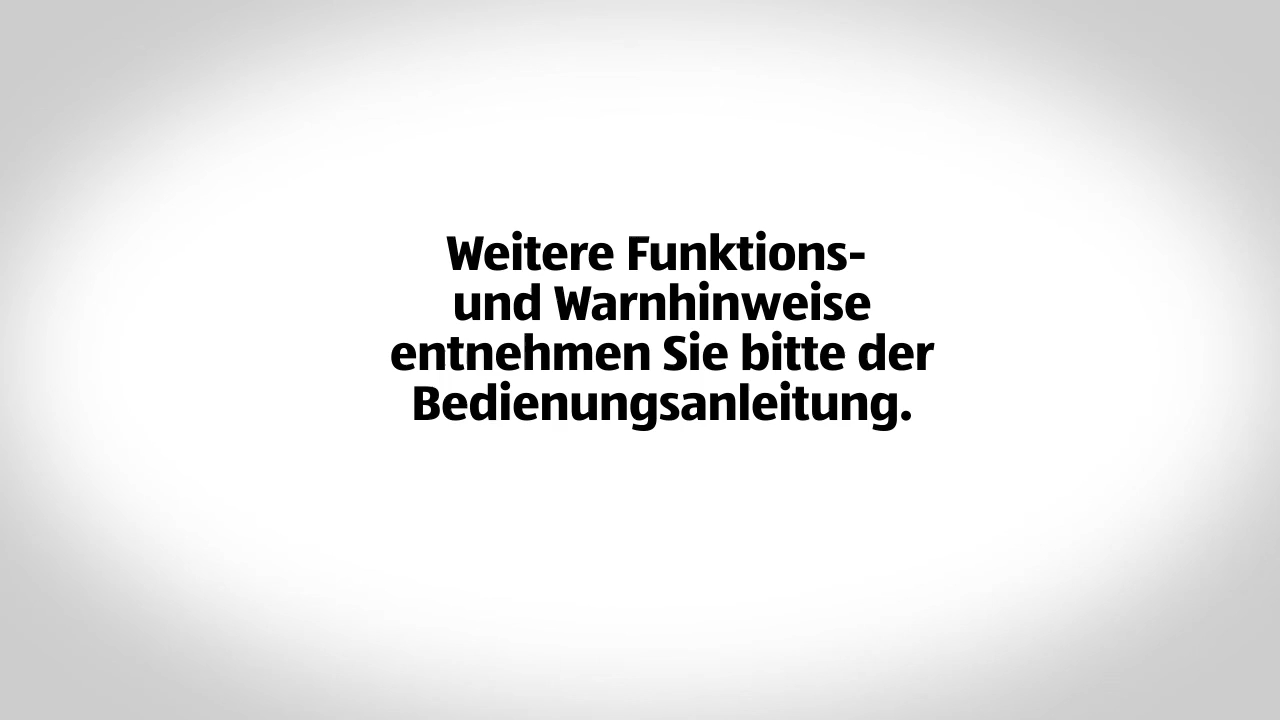 Weitere Funktions-
und Warnhinweise
entnehmen Sie bitte der
Bedienungsanleitung.